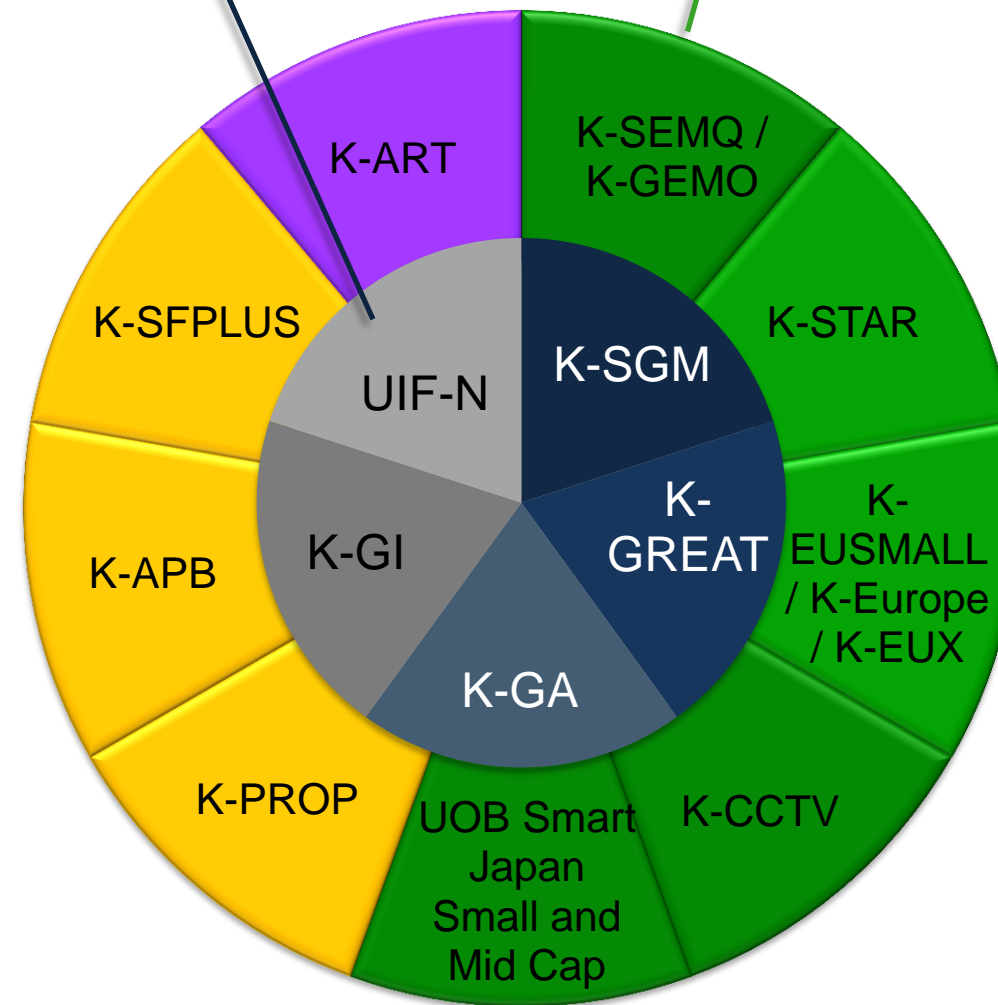 K-ART
K-SEMQ /
K-GEMO
K-SFPLUS
K-STAR
UIF-N
K-SGM
K-APB
K-GI
K-
GREAT
K-
EUSMALL
/ K-Europe
/ K-EUX
K-GA
K-PROP
UOB Smart
Japan
Small and
Mid Cap
K-CCTV